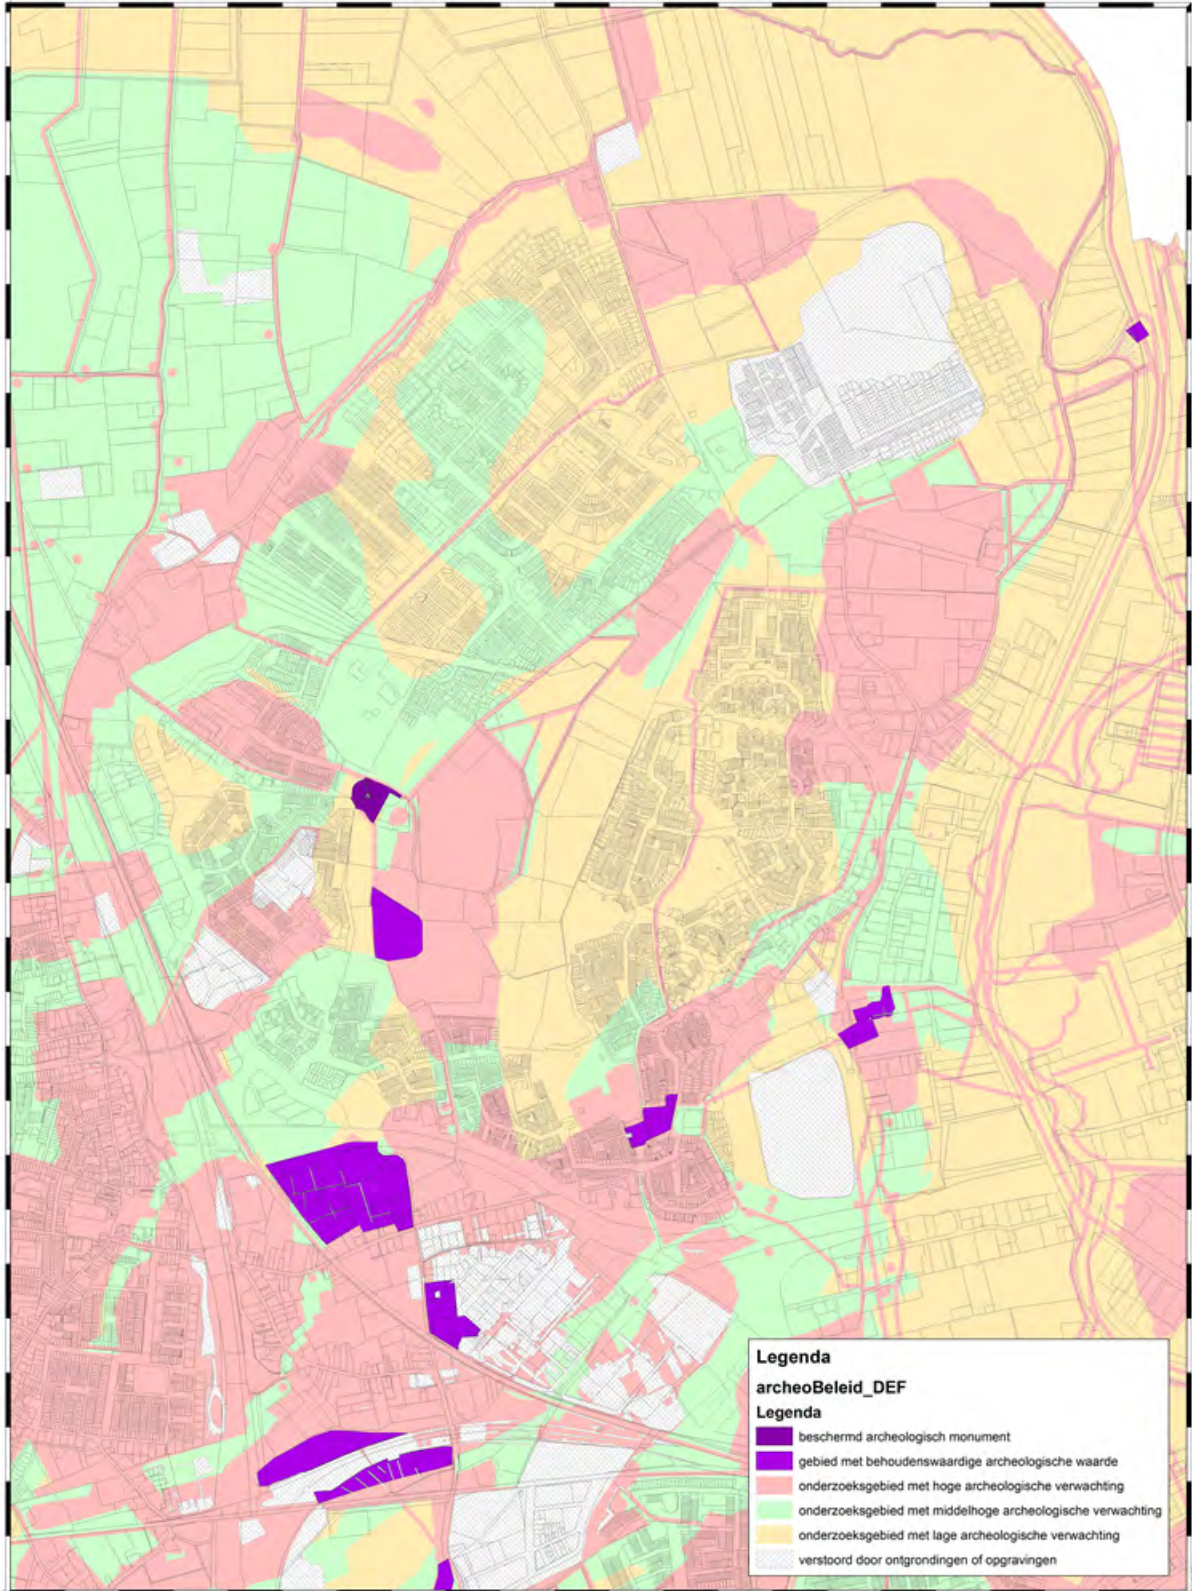 Legenda
archeoBeleid_DEF
Legenda
beschermd archeologisch monument
gebied met behoudenswaardige archeologische waarde
onderzoeksgebied met hoge archeologische verwachting
onderzoeksgebied met middelhoge archeologische verwachting
onderzoeksgebied met lage archeologische verwachting
verstoord door ontgrondingen of opgravingen